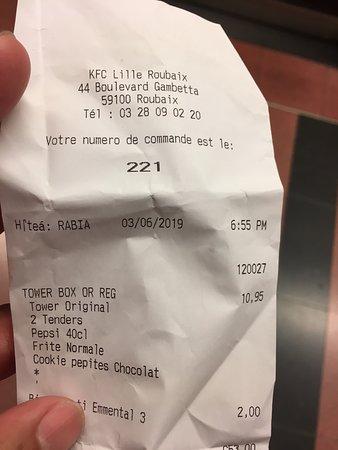 KFC Lille Roubaix
44 Boulevard Gambetta
59100 Roubaix
Tél : 03 28 09 02 20
Votre numero de commande est le:
221
RABIA 03/06/2019 6:55 PM
120027
TOWER BOX OR REG 10,95
Tower Original
2 Tenders
Pepsi 40cl
Frite Normale
Cookie pepites Chocolat
*
Emmental 3 2,00